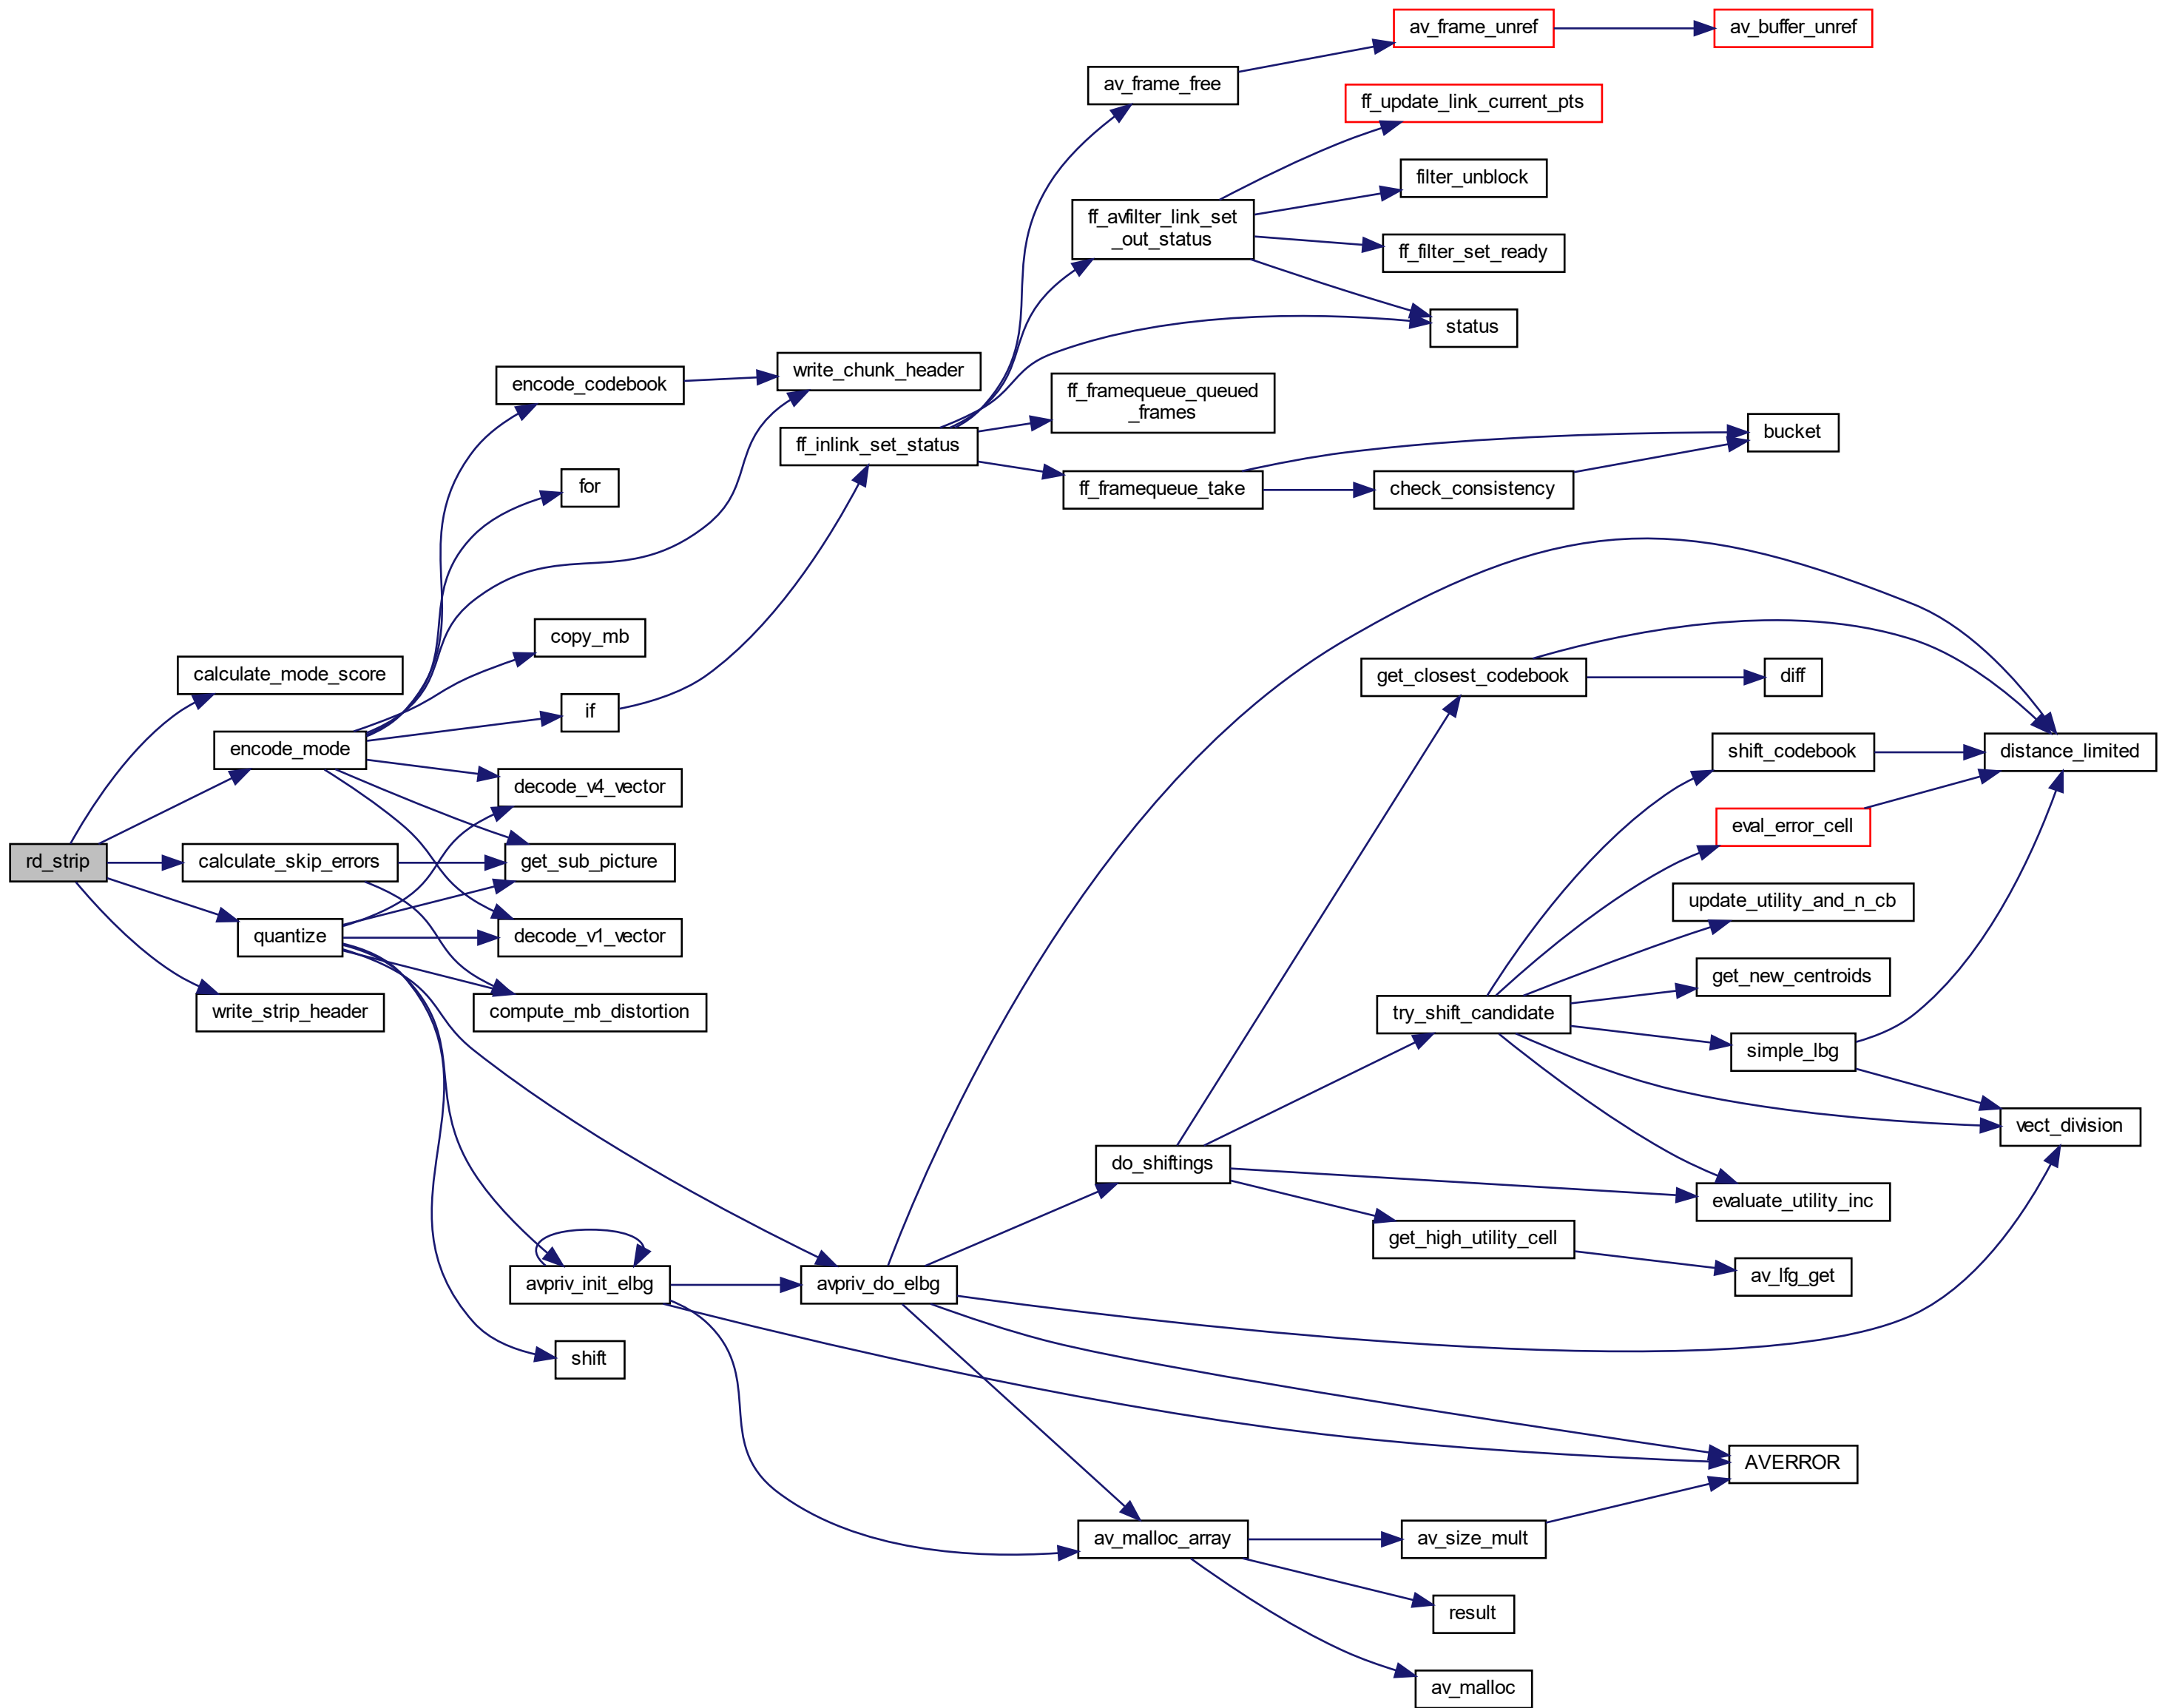 av_frame_unref
av_buffer_unref
av_frame_free
ff_update_link_current_pts
filter_unblock
ff_avfilter_link_set
_out_status
ff_filter_set_ready
status
encode_codebook
write_chunk_header
ff_framequeue_queued
_frames
ff_inlink_set_status
bucket
for
ff_framequeue_take
check_consistency
copy_mb
calculate_mode_score
if
get_closest_codebook
diff
encode_mode
shift_codebook
distance_limited
decode_v4_vector
eval_error_cell
rd_strip
calculate_skip_errors
get_sub_picture
update_utility_and_n_cb
quantize
decode_v1_vector
get_new_centroids
write_strip_header
compute_mb_distortion
try_shift_candidate
simple_lbg
vect_division
do_shiftings
evaluate_utility_inc
get_high_utility_cell
avpriv_init_elbg
avpriv_do_elbg
av_lfg_get
shift
AVERROR
av_malloc_array
av_size_mult
result
av_malloc